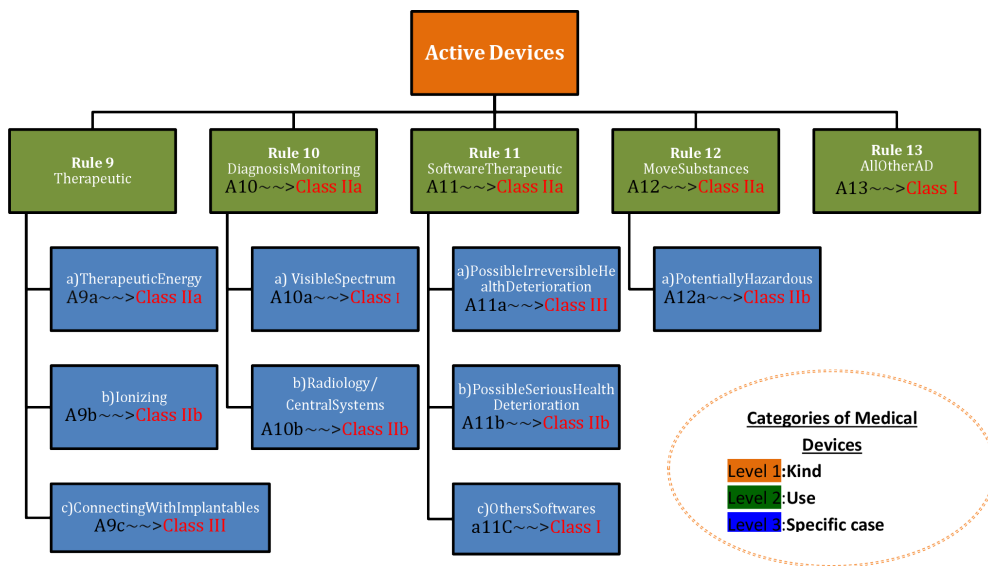 Active Devices
Rule 9
Therapeutic
Rule 10
DiagnosisMonitoring
A10~~>Class IIa
Rule 11
SoftwareTherapeutic
A11~~>Class IIa
Rule 12
MoveSubstances
A12~~>Class IIa
Rule 13
AllOtherAD
A13~~>Class I
a)TherapeuticEnergy
A9a~~>Class IIa
a) VisibleSpectrum
A10a~~>Class I
a)PossibleIrreversibleHe
althDeterioration
A11a~~>Class III
a)PotentiallyHazardous
A12a~~>Class IIb
b)Ionizing
A9b~~>Class IIb
b)Radiology/
CentralSystems
A10b~~>Class IIb
b)PossibleSeriousHealth
Deterioration
A11b~~>Class IIb
c)ConnectingWithImplantables
A9c~~>Class III
c)OthersSoftwares
a11C~~>Class I
Categories of Medical
Devices
Level 1:Kind
Level 2:Use
Level 3:Specific case